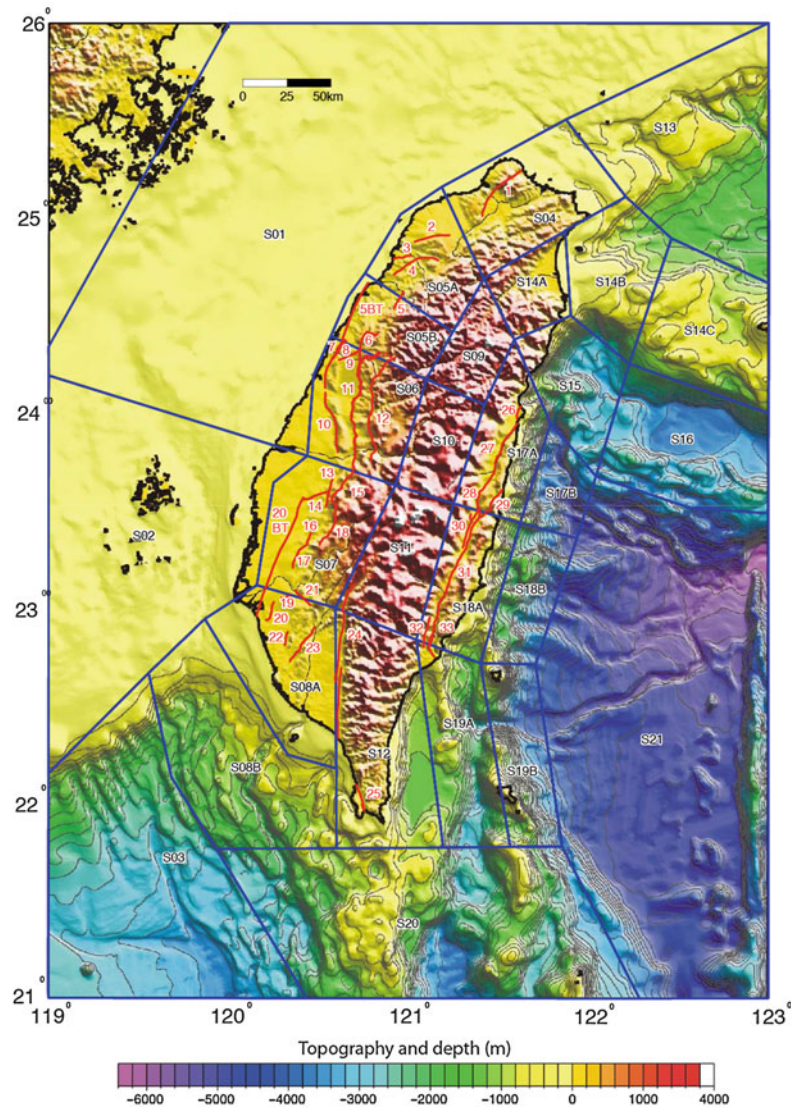 26°
0 25 50km
S13
1
25°
S04
S01
2
3
4
S14A
S05A
S14B
5BT 5
S14C
6
S05B
7
8
S09
9
S15
11
S06
24°
26
12
10
S16
S10
27
S17A
13
28
S17B
15
14
29
20
BT
16
30
18
S02
S11
17
S07
31
21
S18B
23°
19
S18A
20
32 33
22
24
23
S08A
S19A
S21
S12
S08B
S19B
25
22°
S03
S20
21°
119° 120° 121° 122° 123°
Topography and depth (m)
−6000 −5000 −4000 −3000 −2000 −1000 0 1000 4000